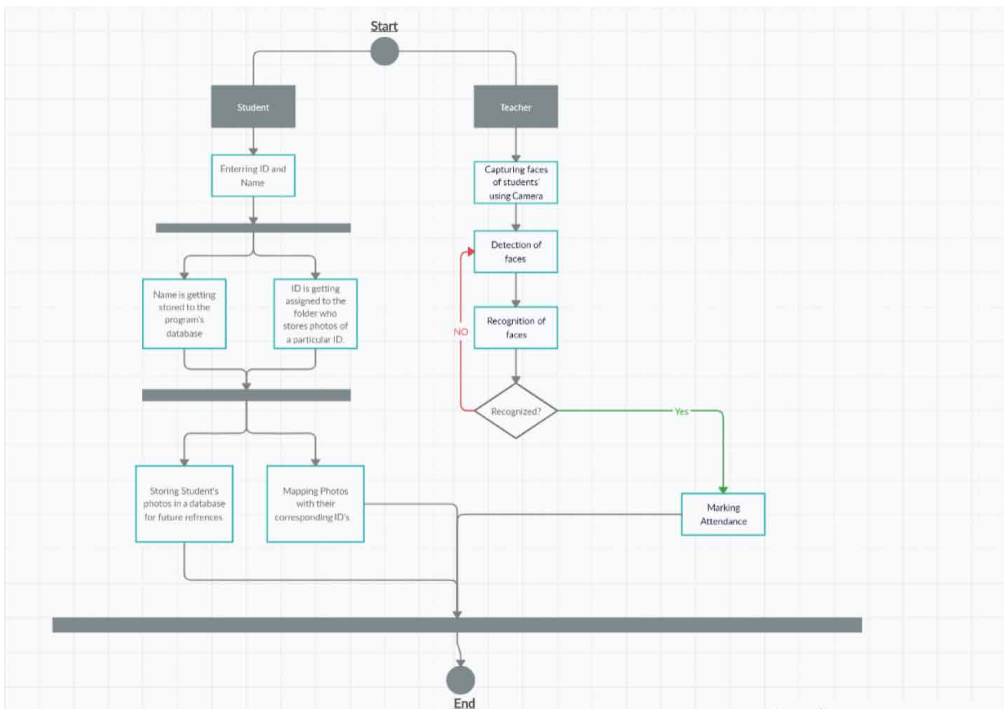 Start
Student
Teacher
Enterring ID and
Name
Capturing faces
of students'
using Camera
Detection of
faces
Name is getting
stored to the
program's
database
ID is getting
assigned to the
folder who
stores photos of
a particular ID.
Recognition of
faces
NO
Recognized?
Yes
Storing Student's
photos in a database
for future refrences
Mapping Photos
with their
corresponding ID's
Marking
Attendance
End